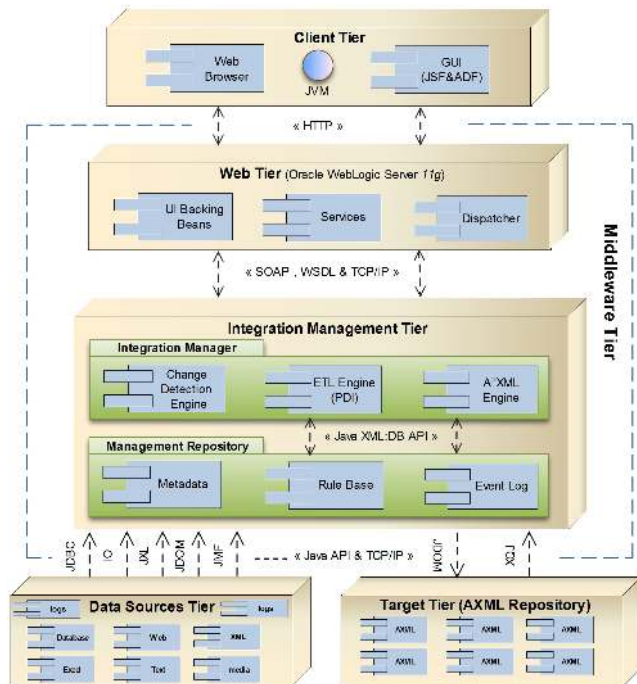 Client Tier
Web
Browser
JVM
GUI
(JSF&ADF)
« HTTP »
Web Tier (Oracle WebLogic Server 11g)
UI Backing
Beans
Services
Dispatcher
Middleware Tier
« SOAP , WSDL & TCP/IP »
Integration Management Tier
Integration Manager
Change
Detection
Engine
ETL Engine
(PDI)
A*XML
Engine
« Java XML:DB API »
Management Repository
Metadata
Rule Base
Event Log
JDBC
IO
JXL
JDOM
JMF
« Java API & TCP/IP »
JDOM
LQX
logs
Data Sources Tier
logs
Database
Web
XML
Excel
Text
media
Target Tier (AXML Repository)
AXML
AXML
AXML
AXML
AXML
AXML